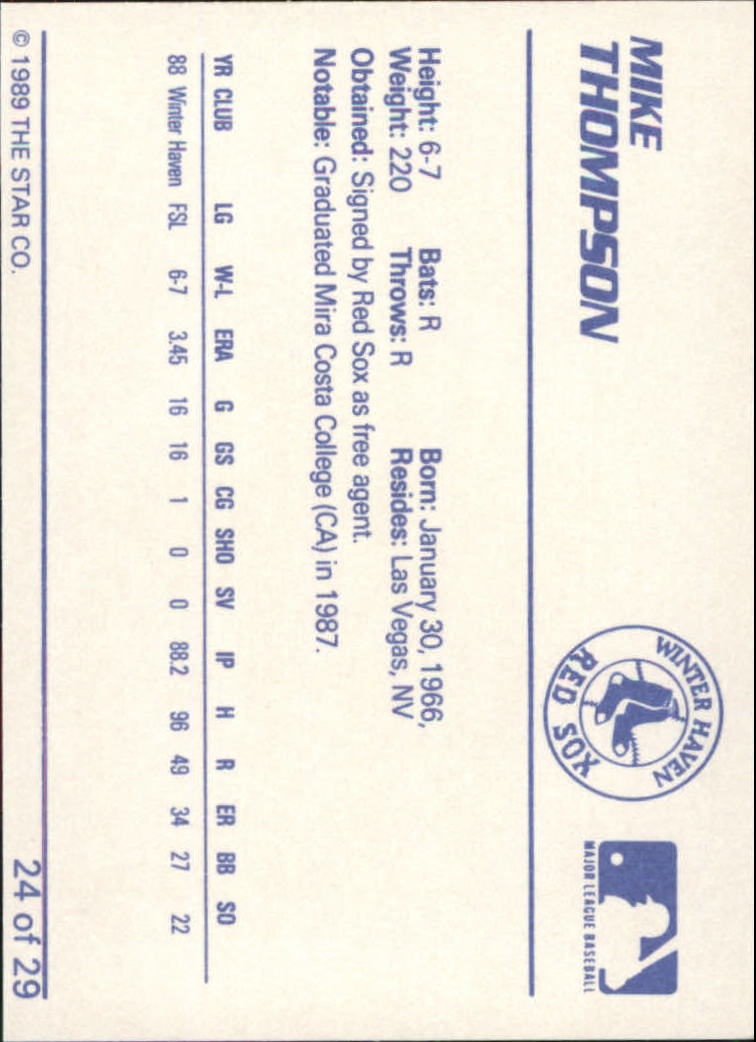 MIKE
THOMPSON
WINTER HAVEN
RED SOX
MAJOR LEAGUE BASEBALL
Height: 6-7 Bats: R Born: January 30, 1966,
Weight: 220 Throws: R Resides: Las Vegas, NV
Obtained: Signed by Red Sox as free agent.
Notable: Graduated Mira Costa College (CA) in 1987.
YR CLUB LG W-L ERA G GS CG SHO SV IP H R ER BB SO
88 Winter Haven FSL 6-7 3.45 16 16 1 0 0 88.2 96 49 34 27 22
© 1989 THE STAR CO. 24 of 29